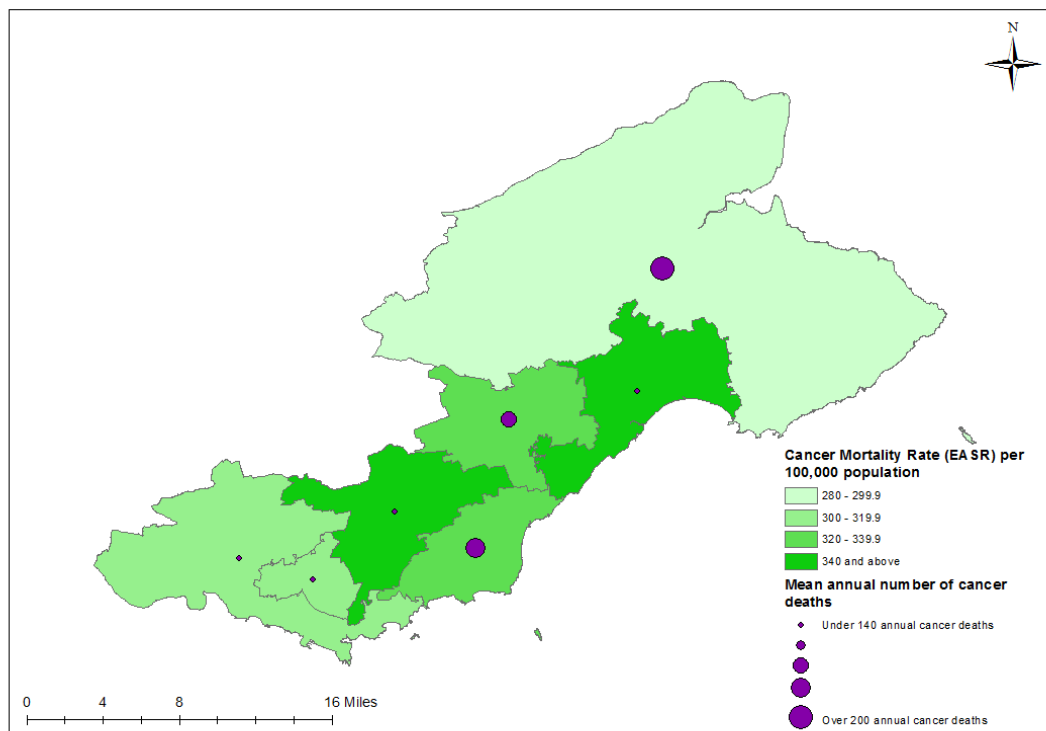 N
Cancer Mortality Rate (EASR) per
100,000 population
280 - 299.9
300 - 319.9
320 - 339.9
340 and above
Mean annual number of cancer
deaths
Under 140 annual cancer deaths
Over 200 annual cancer deaths
0 4 8 16 Miles